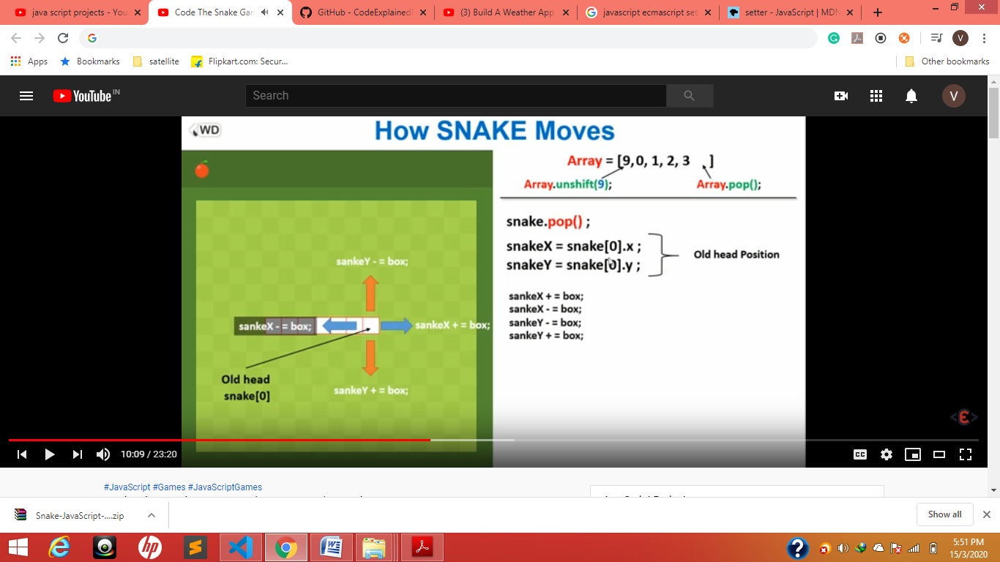 java script projects - You
Code The Snake Gam
GitHub - CodeExplained
(3) Build A Weather App
javascript ecmascript set
setter - JavaScript | MDN
V
Apps
Bookmarks
satellite
Flipkart.com: Secur...
Other bookmarks
YouTube IN
Search
V
WD
How SNAKE Moves
Array = [9,0, 1, 2, 3 ]
Array.unshift(9);
Array.pop();
snake.pop() ;
snakeX = snake[0].x ;
snakeY = snake[0].y ;
Old head Position
sankeX + = box;
sankeX - = box;
sankeY - = box;
sankeY + = box;
sankeY - = box;
sankeX - = box;
sankeX + = box;
sankeY + = box;
Old head
snake[0]
<E>
10:09 / 23:20
CC
#JavaScript #Games #JavaScriptGames
Snake-JavaScript-....zip
Show all
hp
5:51 PM
15/3/2020